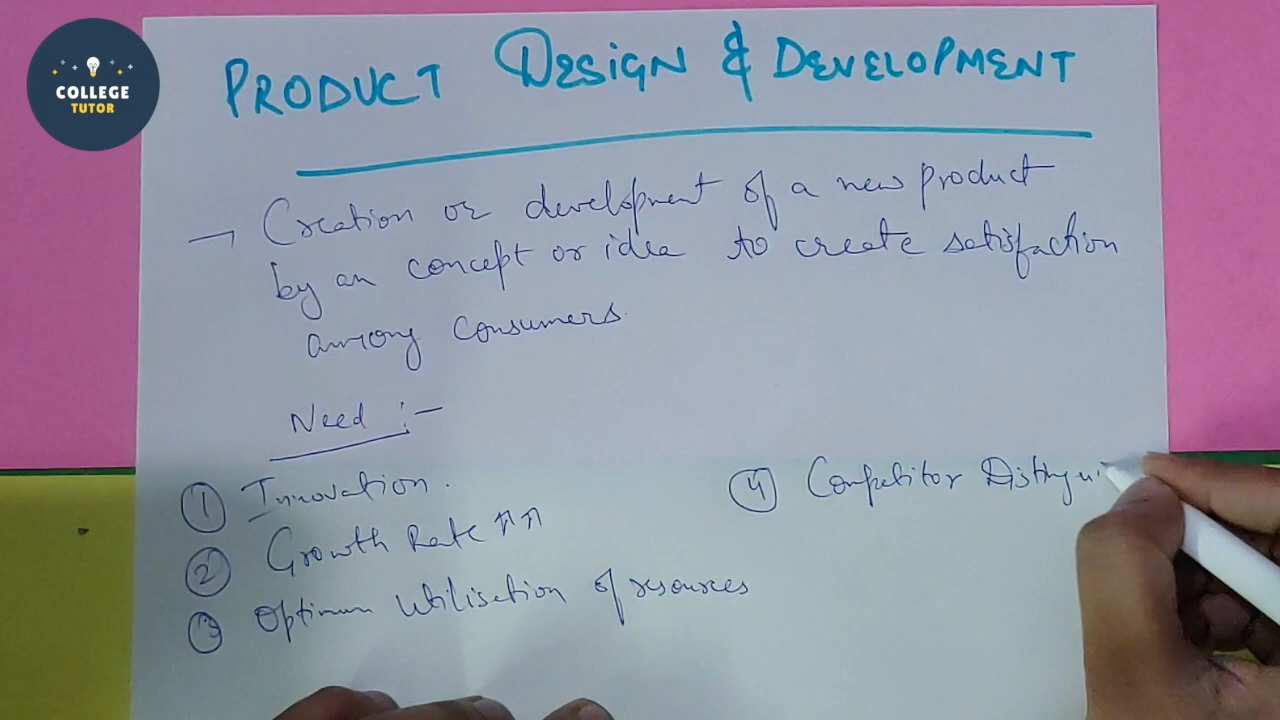 COLLEGE
TUTOR
PRODUCT DESIGN & DEVELOPMENT
→ Creation or development of a new product
by an concept or idea to create satisfaction
among consumers.
Need :-
① Innovation.
② Growth Rate ↑↑
③ Optimum Utilisation of resources
④ Competitor Distingui